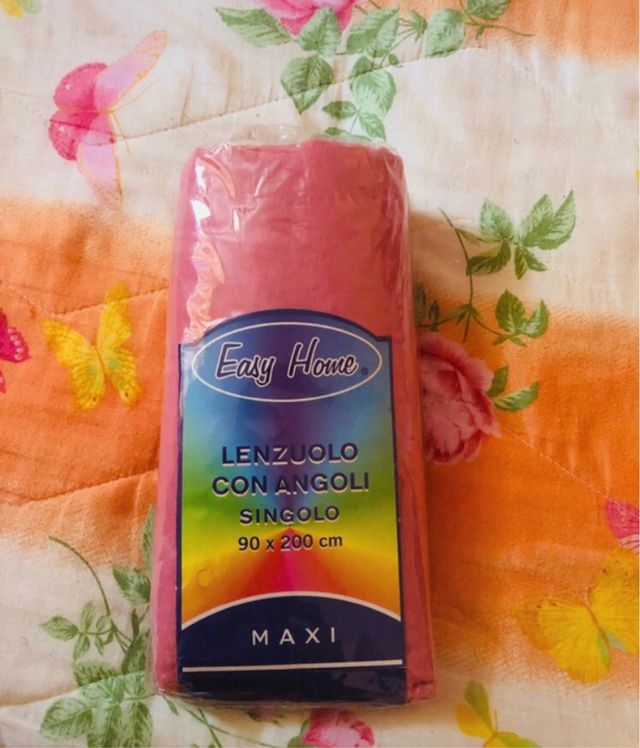 Easy Home®
LENZUOLO
CON ANGOLI
SINGOLO
90 x 200 cm
MAXI